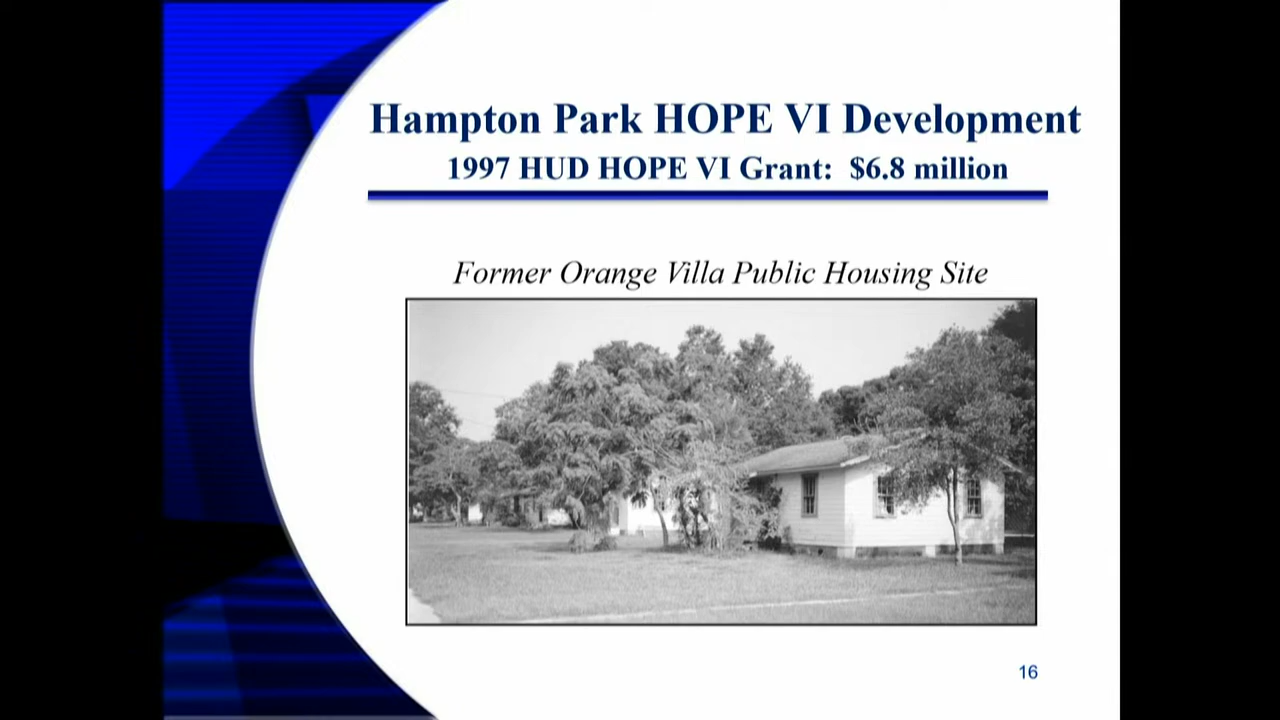 Hampton Park HOPE VI Development
1997 HUD HOPE VI Grant: $6.8 million
Former Orange Villa Public Housing Site
16